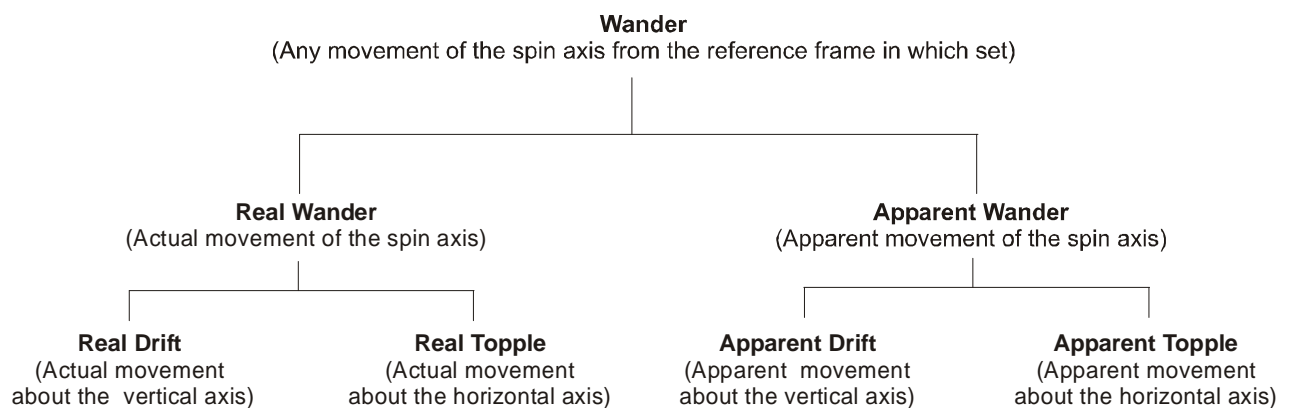 Wander
(Any movement of the spin axis from the reference frame in which set)
Real Wander
(Actual movement of the spin axis)
Apparent Wander
(Apparent movement of the spin axis)
Real Drift
(Actual movement
about the vertical axis)
Real Topple
(Actual movement
about the horizontal axis)
Apparent Drift
(Apparent movement
about the vertical axis)
Apparent Topple
(Apparent movement
about the horizontal axis)